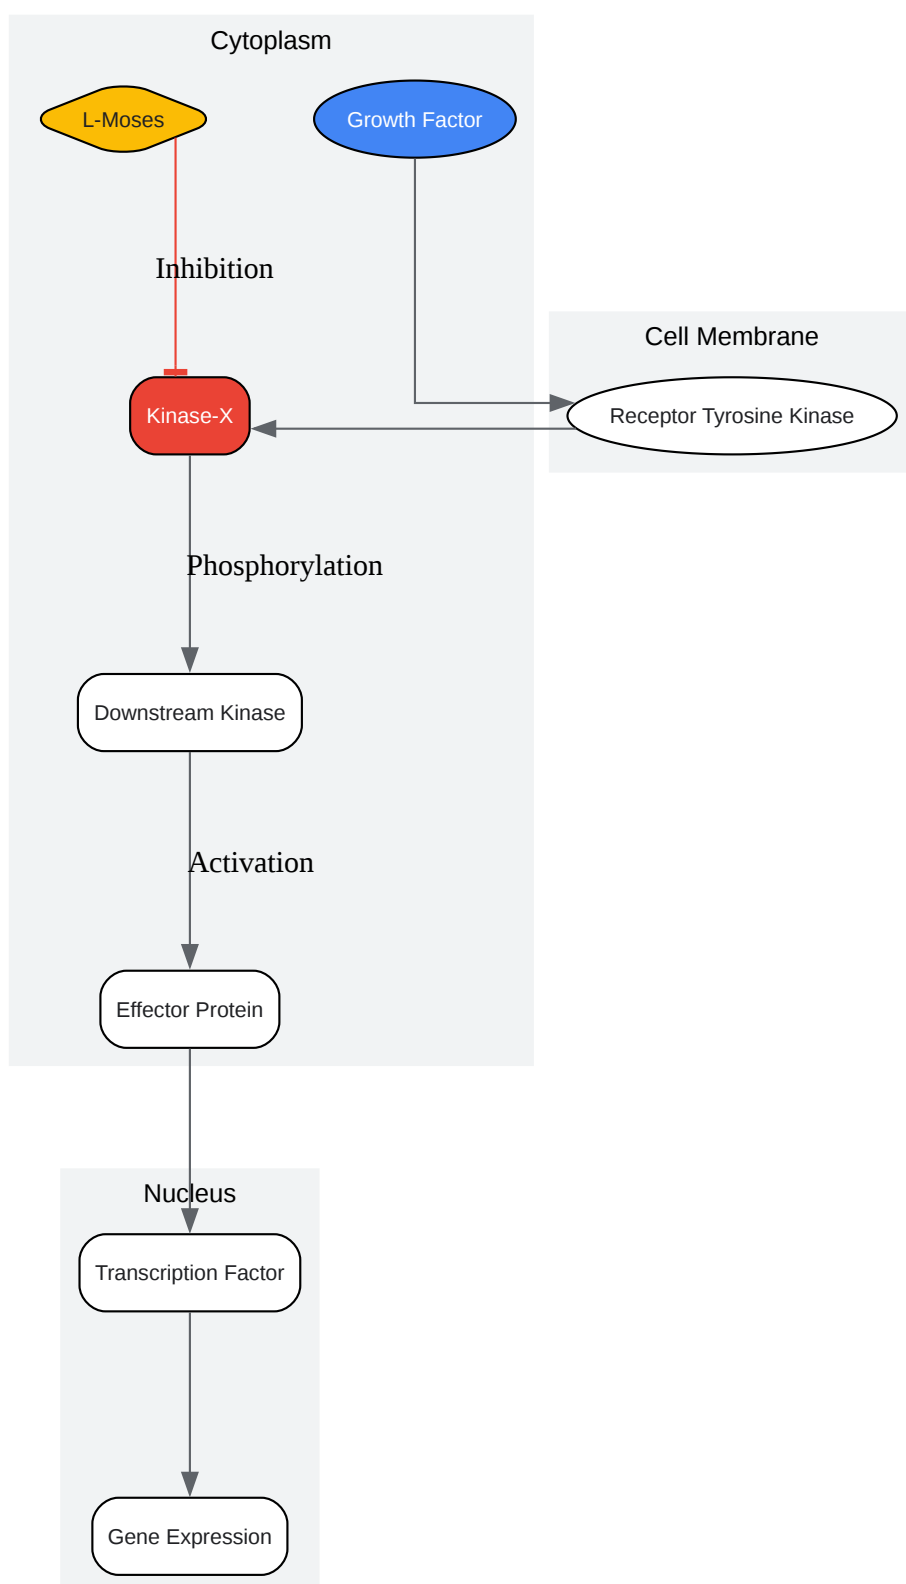 Cytoplasm
L-Moses
Growth Factor
Inhibition
Cell Membrane
Kinase-X
Receptor Tyrosine Kinase
Phosphorylation
Downstream Kinase
Activation
Effector Protein
Nucleus
Transcription Factor
Gene Expression